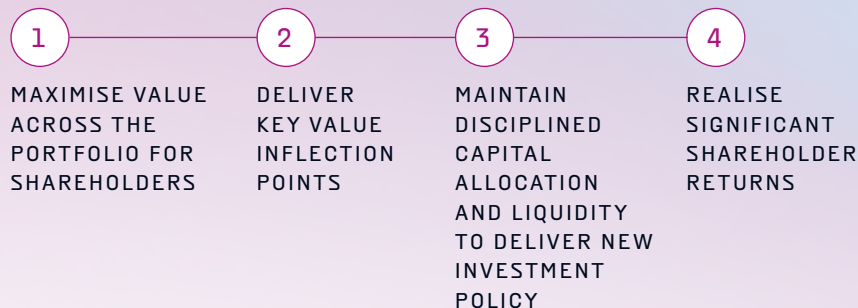 1
MAXIMISE VALUE
ACROSS THE
PORTFOLIO FOR
SHAREHOLDERS
2
DELIVER
KEY VALUE
INFLECTION
POINTS
3
MAINTAIN
DISCIPLINED
CAPITAL
ALLOCATION
AND LIQUIDITY
TO DELIVER NEW
INVESTMENT
POLICY
4
REALISE
SIGNIFICANT
SHAREHOLDER
RETURNS